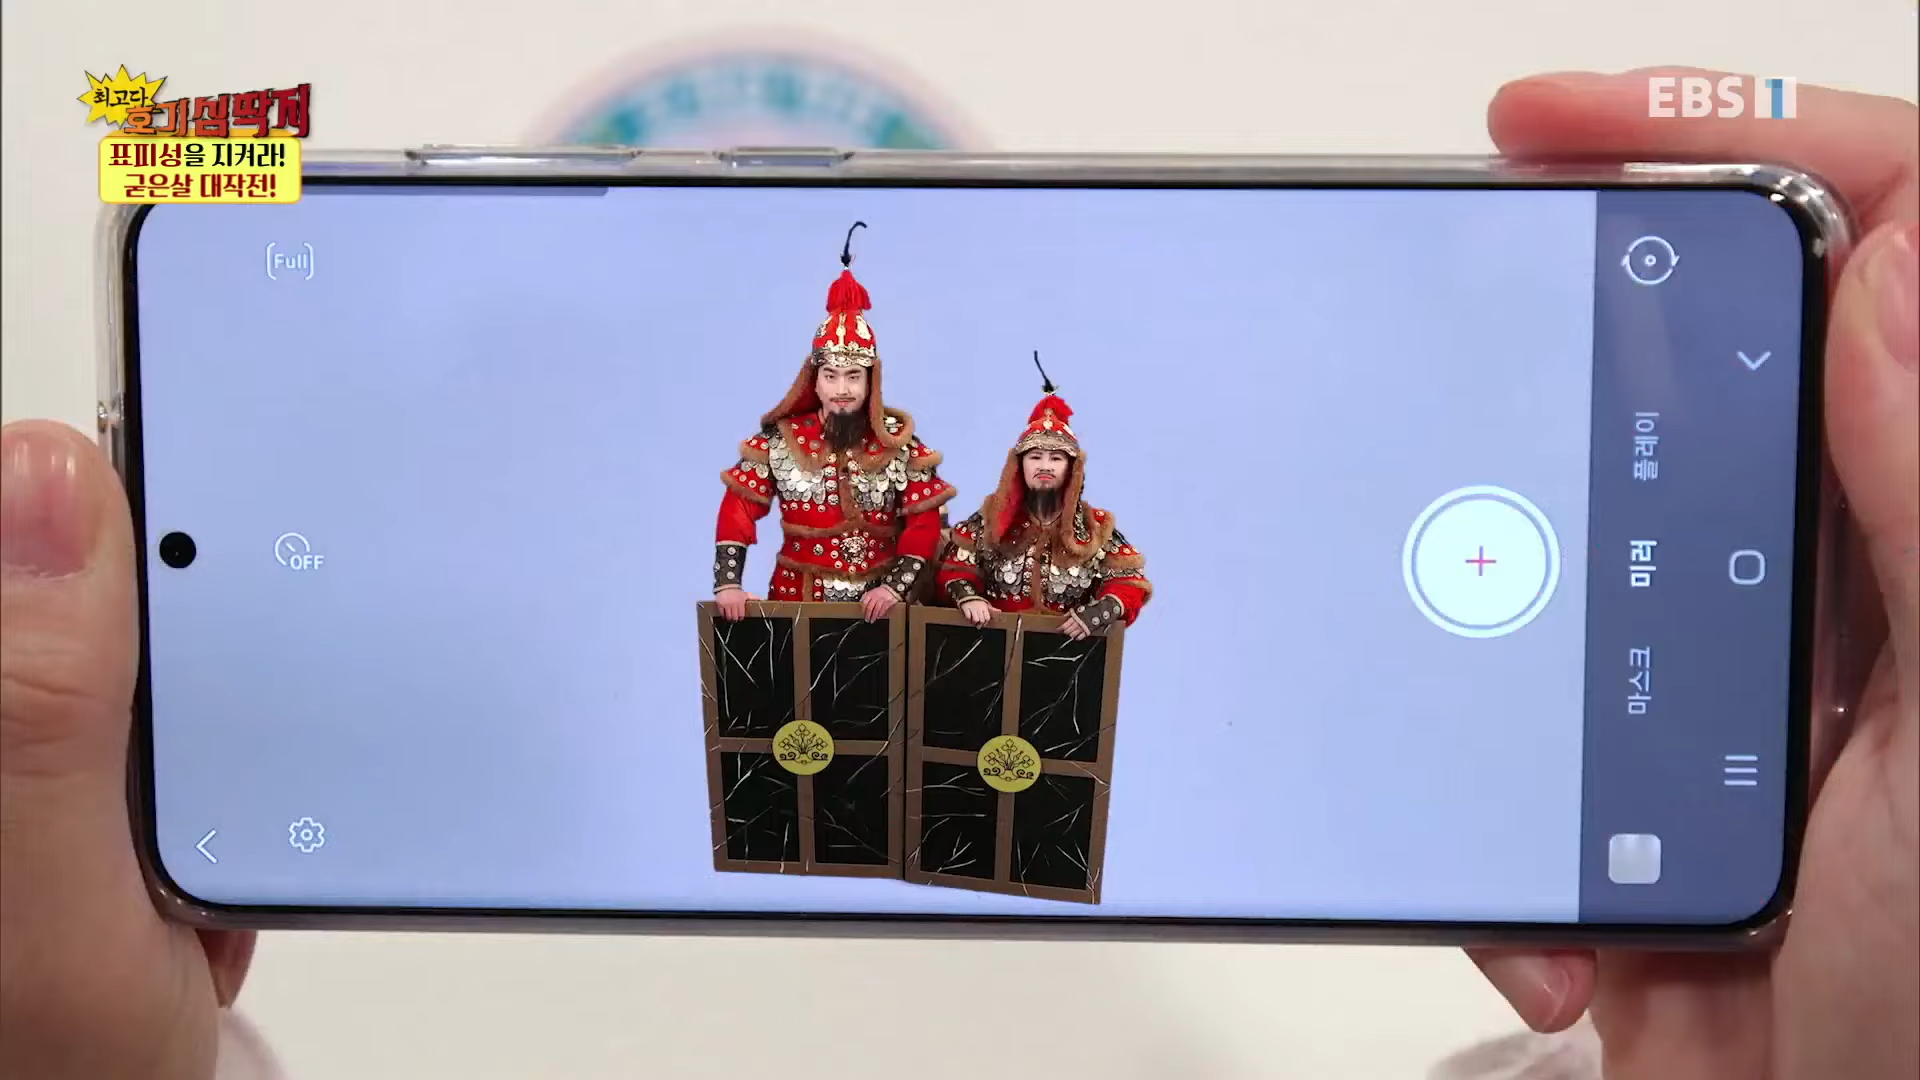 최고다
호기심딱지
표피성을 지켜라!
굳은살 대작전!
EBS 1
Full
OFF
플레이
미러
마스크